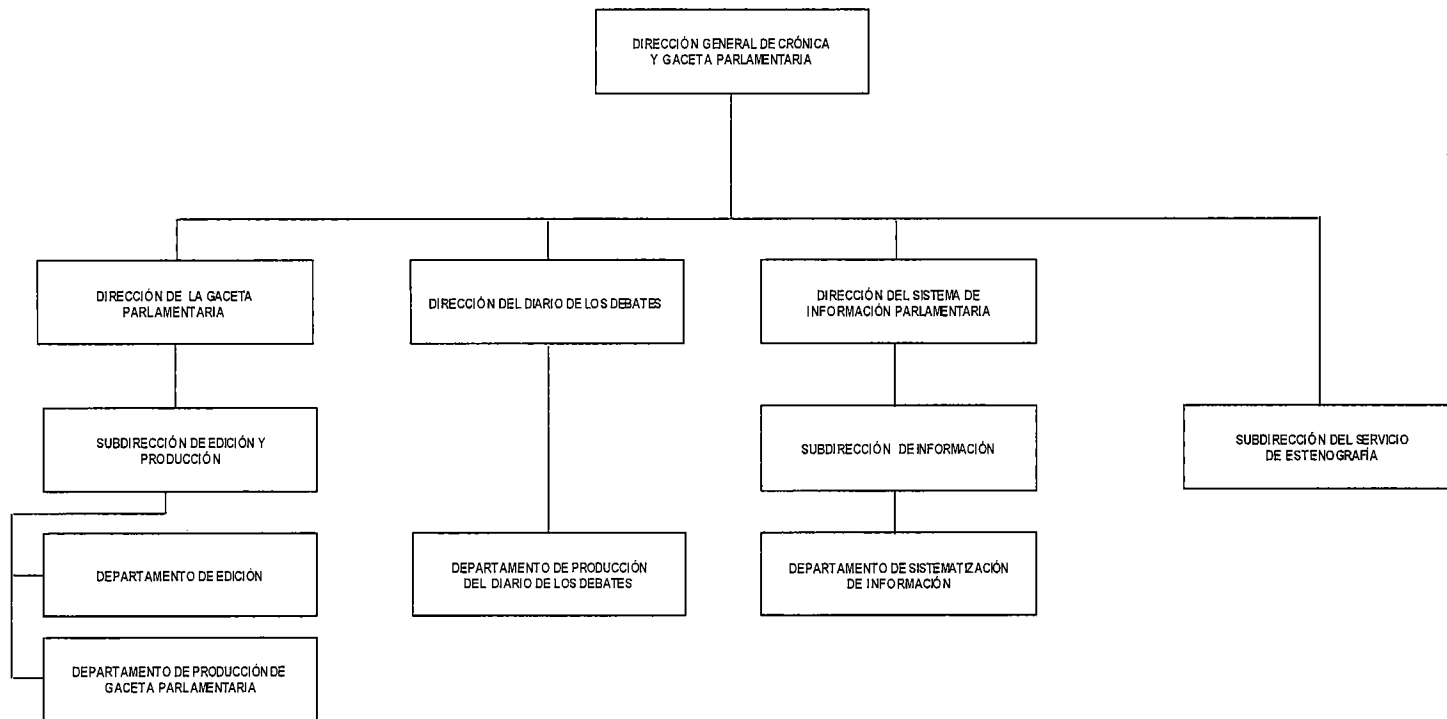 DIRECCIÓN GENERAL DE CRÓNICA
Y GACETA PARLAMENTARIA
DIRECCIÓN DE LA GACETA
PARLAMENTARIA
DIRECCIÓN DEL DIARIO DE LOS DEBATES
DIRECCIÓN DEL SISTEMA DE
INFORMACIÓN PARLAMENTARIA
SUBDIRECCIÓN DE EDICIÓN Y
PRODUCCIÓN
SUBDIRECCIÓN DE INFORMACIÓN
SUBDIRECCIÓN DEL SERVICIO
DE ESTENOGRAFÍA
DEPARTAMENTO DE EDICIÓN
DEPARTAMENTO DE PRODUCCIÓN
DEL DIARIO DE LOS DEBATES
DEPARTAMENTO DE SISTEMATIZACIÓN
DE INFORMACIÓN
DEPARTAMENTO DE PRODUCCIÓN DE
GACETA PARLAMENTARIA